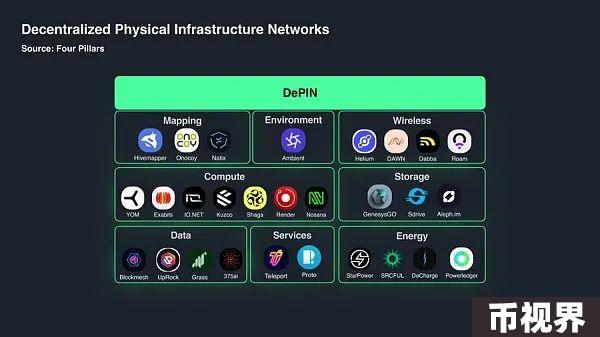 Decentralized Physical Infrastructure Networks
Source: Four Pillars
DePIN
Mapping
Hivemapper Onocoy Natix
Environment
Ambient
Wireless
Helium DAWN Dabba Roam
Compute
YOM Exabits IO.NET Kuzco Shaga Render Nosana
Storage
GenesysGO Sdrive Aleph.im
Data
Blockmesh UpRock Grass 375ai
Services
Teleport Proto
Energy
StarPower SRCFUL DeCharge Powerledger
ONO
COY
币视界